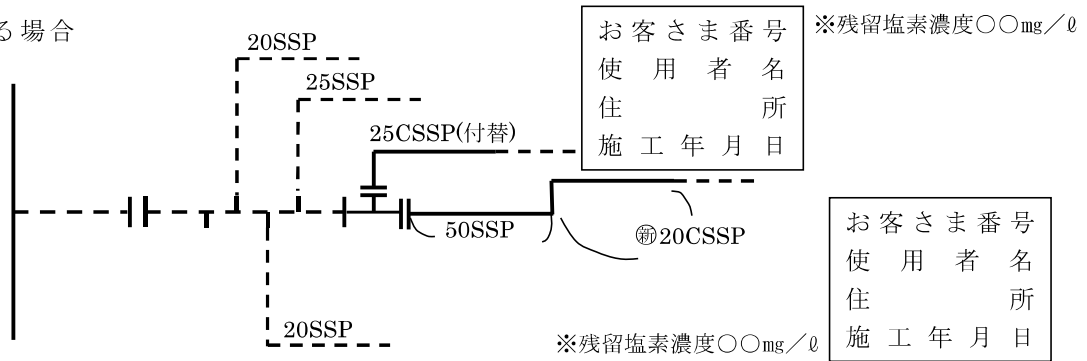 る場合
20SSP
25SSP
25CSSP(付替)
お客さま番号
使用者名
住所
施工年月日
※残留塩素濃度○○mg/ℓ
50SSP
㊟20CSSP
20SSP
※残留塩素濃度○○mg/ℓ
お客さま番号
使用者名
住所
施工年月日